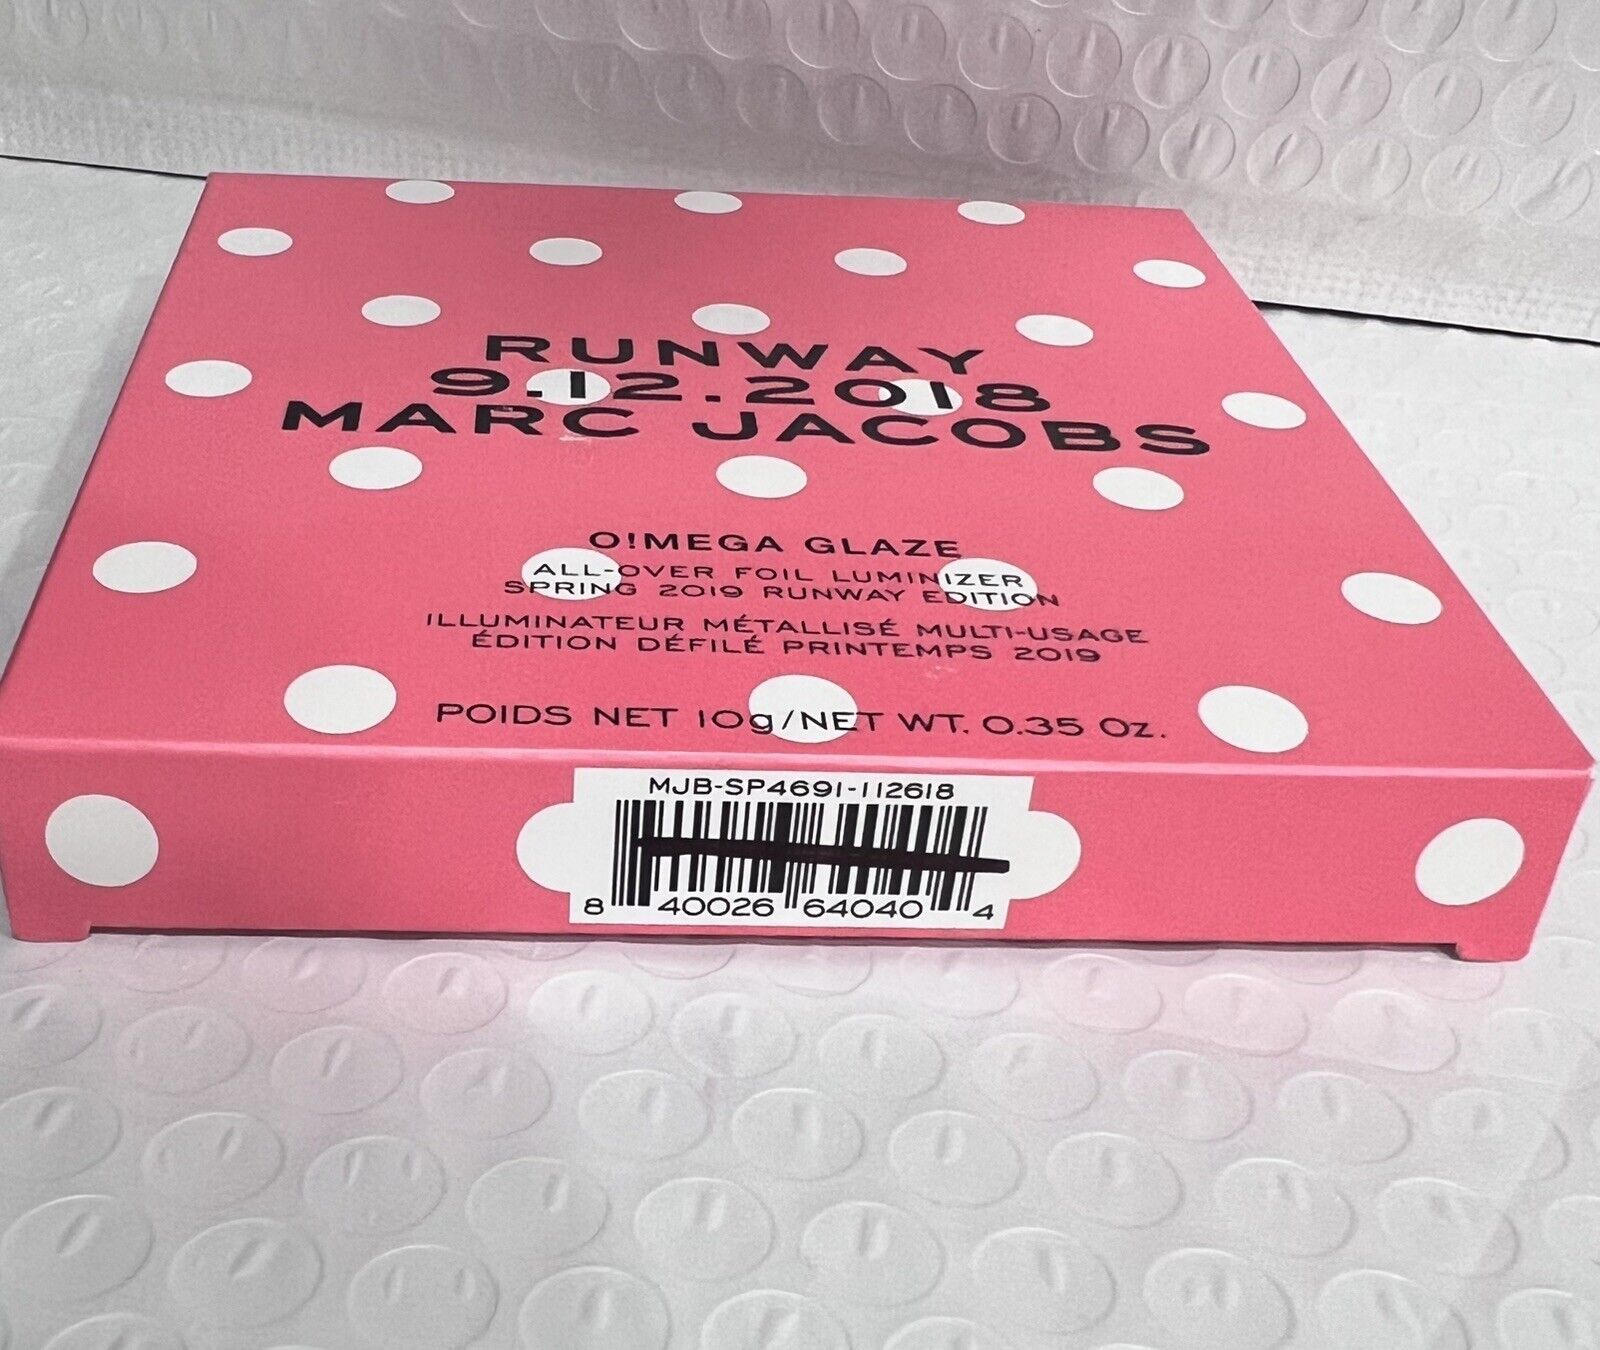 RUNWAY
9.12.2018
MARC JACOBS
O!MEGA GLAZE
ALL-OVER FOIL LUMINIZER
SPRING 2019 RUNWAY EDITION
ILLUMINATEUR MÉTALLISÉ MULTI-USAGE
ÉDITION DÉFILÉ PRINTEMPS 2019
POIDS NET 10g/NET WT. 0.35 Oz.
MJB-SP4691-112618
8 40026 64040 4